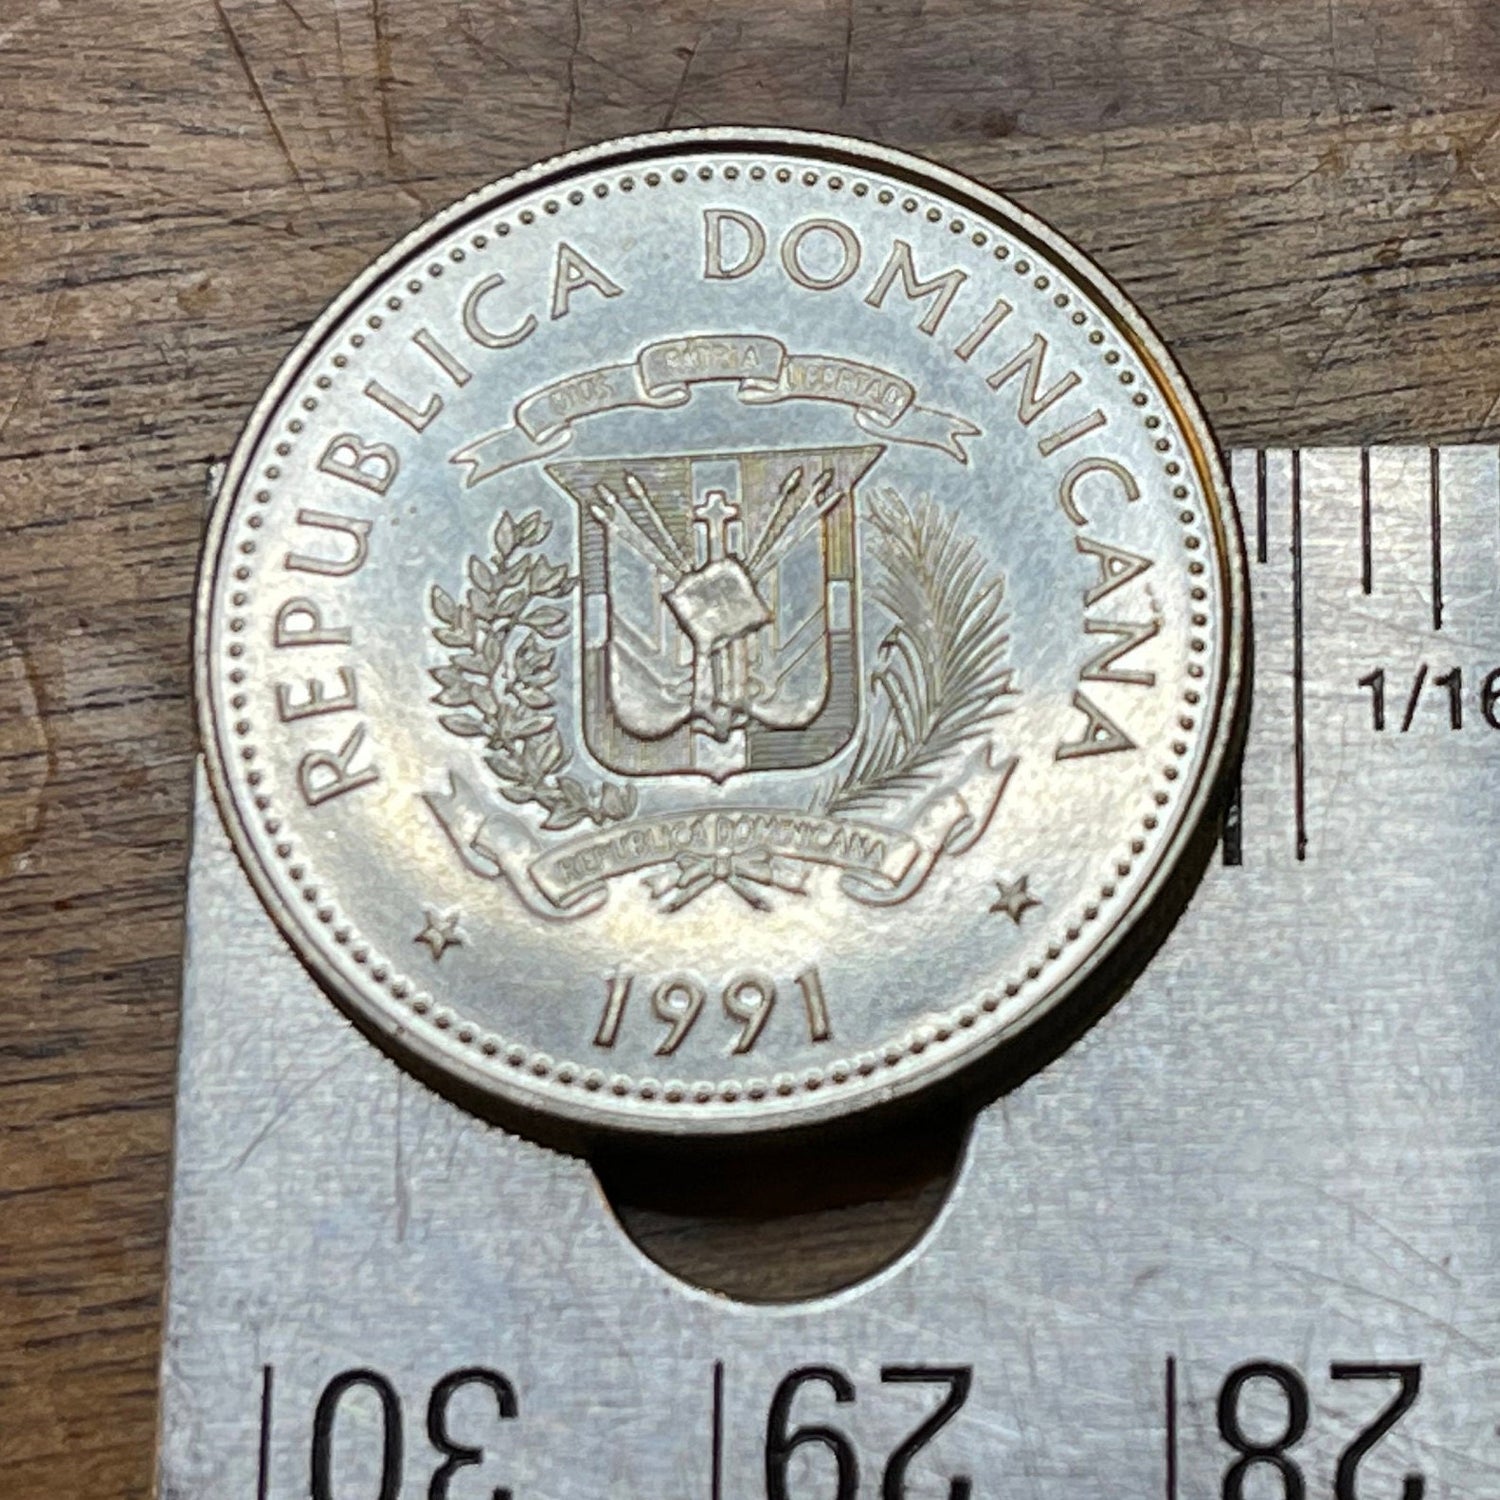 REPUBLICA DOMINICANA
DIOS PATRIA LIBERTAD
REPUBLICA DOMINICANA
1991
1/16
30 29 28